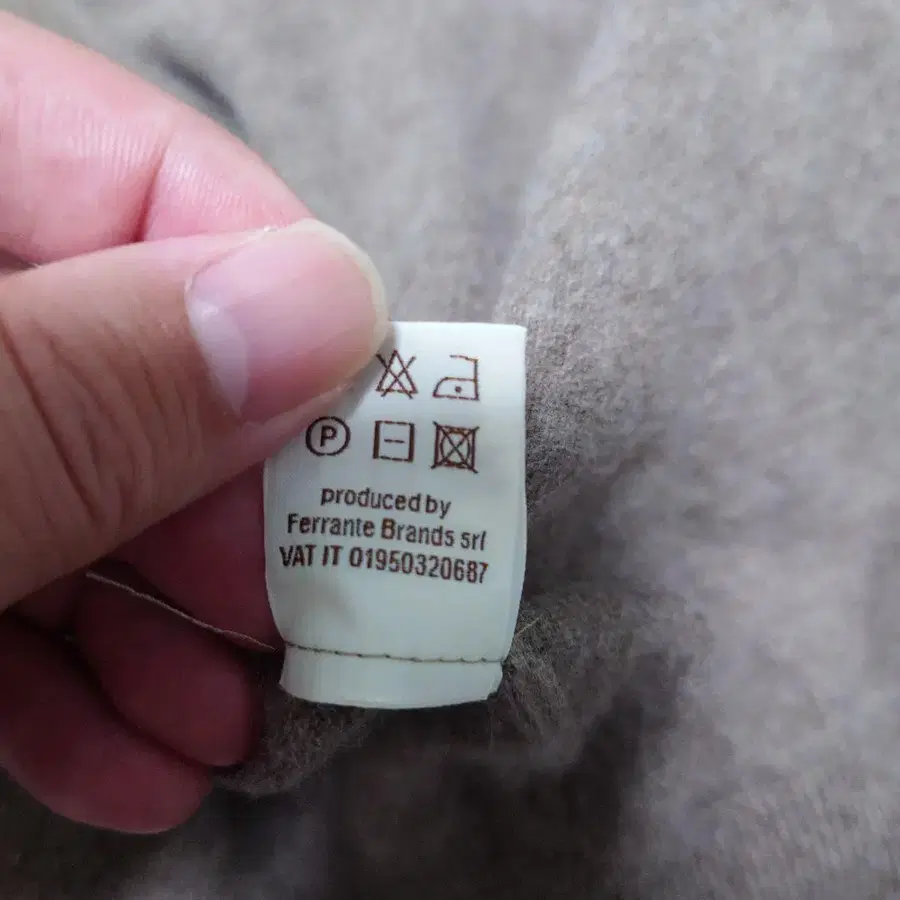 P
produced by
Ferrante Brands srl
VAT IT 01950320687